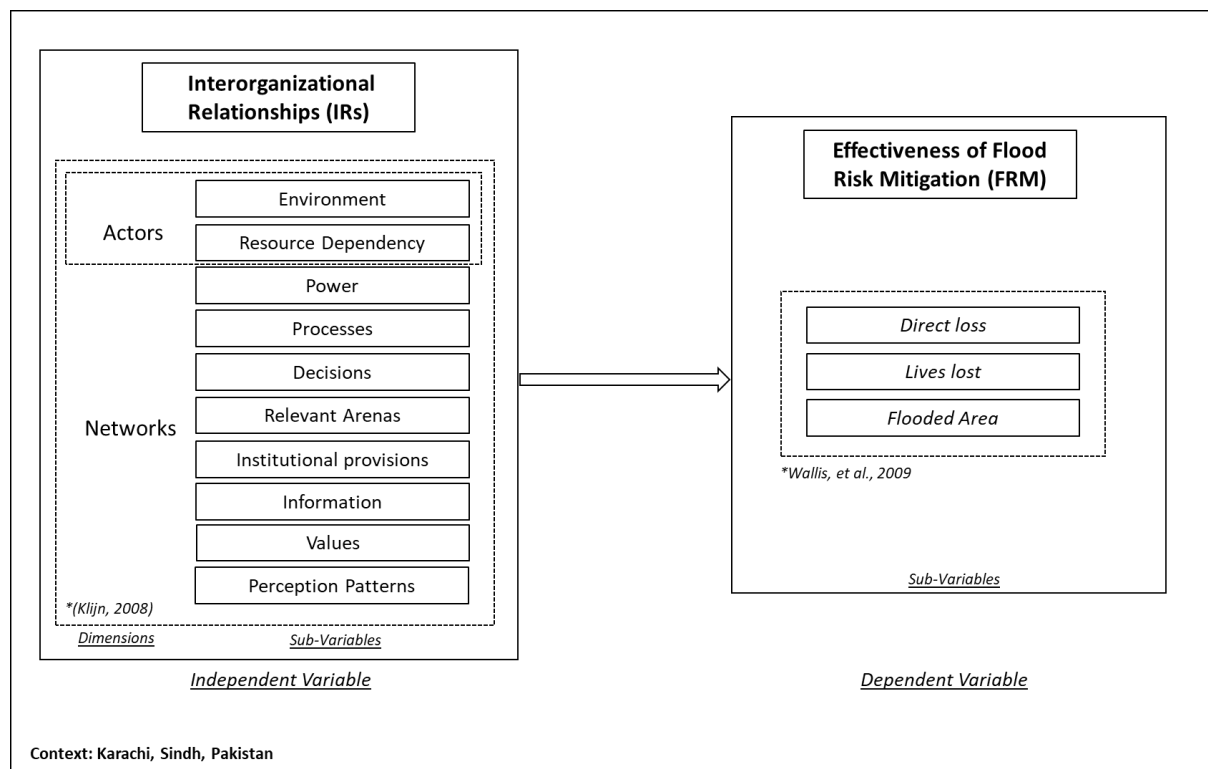 Interorganizational
Relationships (IRs)
Actors
Environment
Resource Dependency
Networks
Power
Processes
Decisions
Relevant Arenas
Institutional provisions
Information
Values
Perception Patterns
*(Klijn, 2008)
Dimensions
Sub-Variables
Independent Variable
Effectiveness of Flood
Risk Mitigation (FRM)
Direct loss
Lives lost
Flooded Area
*Wallis, et al., 2009
Sub-Variables
Dependent Variable
Context: Karachi, Sindh, Pakistan